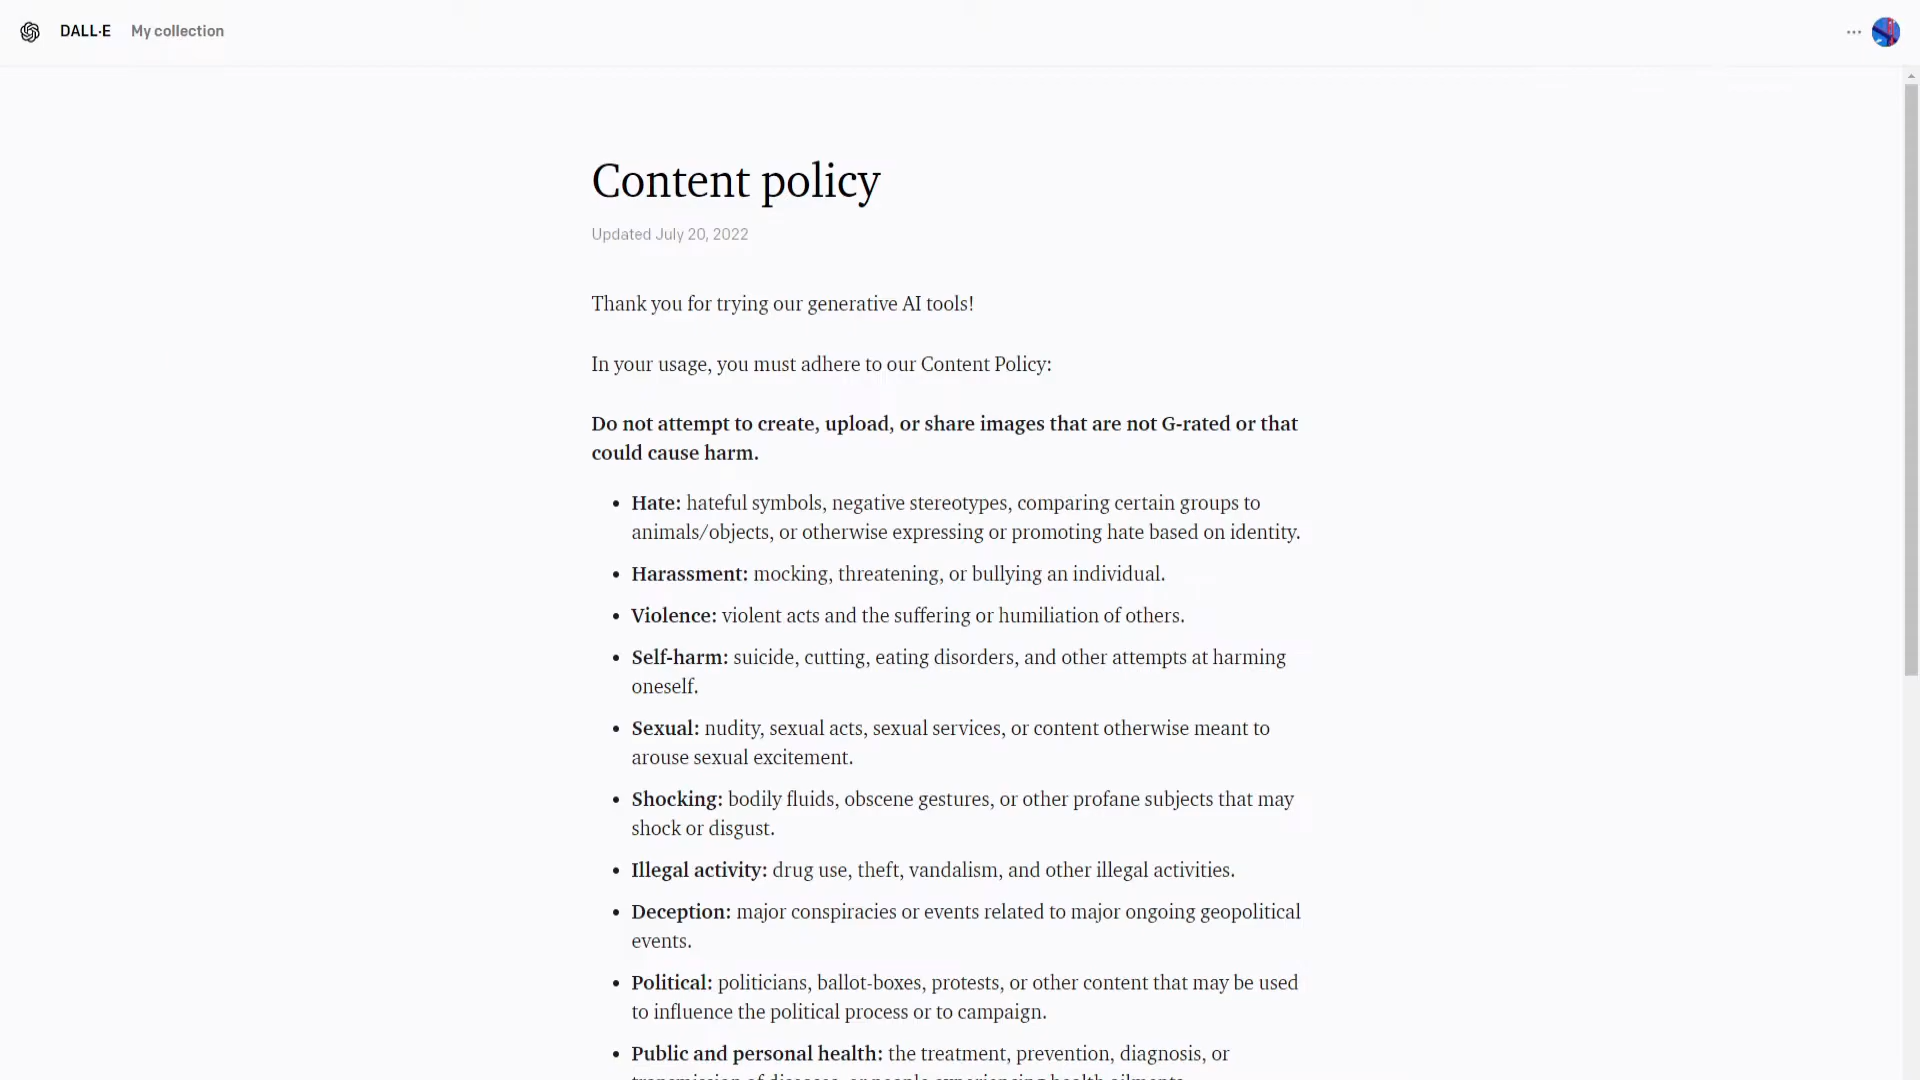 DALL·E My collection
Content policy
Updated July 20, 2022
Thank you for trying our generative AI tools!
In your usage, you must adhere to our Content Policy:
Do not attempt to create, upload, or share images that are not G-rated or that
could cause harm.
• Hate: hateful symbols, negative stereotypes, comparing certain groups to
animals/objects, or otherwise expressing or promoting hate based on identity.
• Harassment: mocking, threatening, or bullying an individual.
• Violence: violent acts and the suffering or humiliation of others.
• Self-harm: suicide, cutting, eating disorders, and other attempts at harming
oneself.
• Sexual: nudity, sexual acts, sexual services, or content otherwise meant to
arouse sexual excitement.
• Shocking: bodily fluids, obscene gestures, or other profane subjects that may
shock or disgust.
• Illegal activity: drug use, theft, vandalism, and other illegal activities.
• Deception: major conspiracies or events related to major ongoing geopolitical
events.
• Political: politicians, ballot-boxes, protests, or other content that may be used
to influence the political process or to campaign.
• Public and personal health: the treatment, prevention, diagnosis, or
transmission of diseases, or people experiencing health ailments.